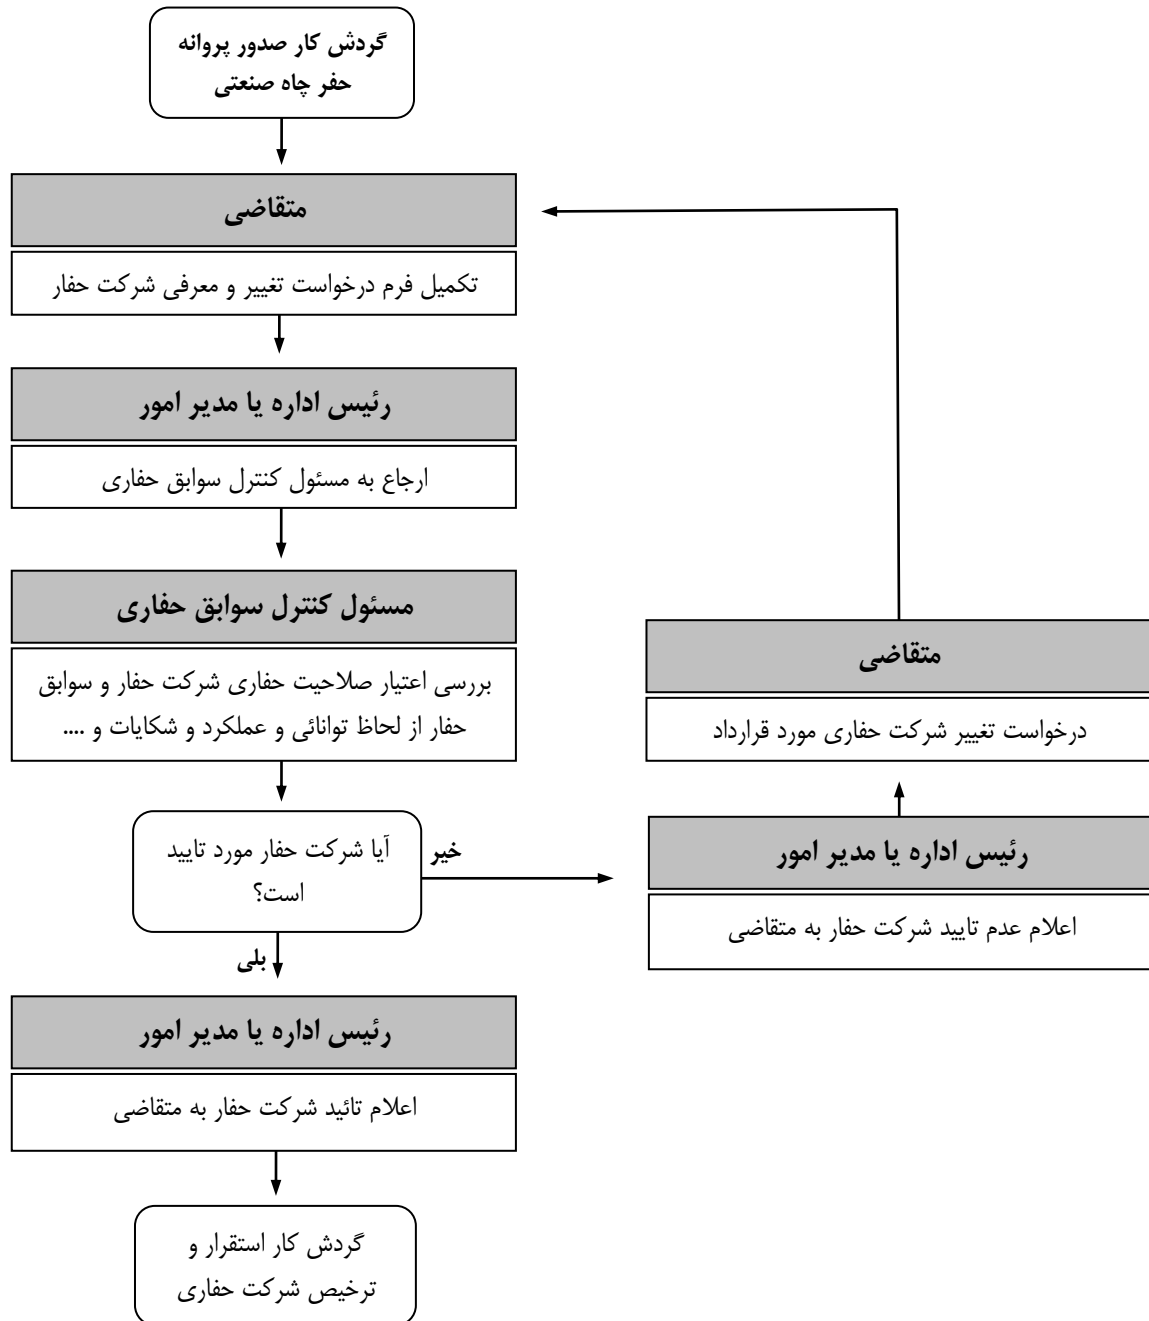 گردش کار صدور پروانه
حفر چاه صنعتی
متقاضی
تکمیل فرم درخواست تغییر و معرفی شرکت حفار
رئیس اداره یا مدیر امور
ارجاع به مسئول کنترل سوابق حفاری
مسئول کنترل سوابق حفاری
بررسی اعتبار صلاحیت حفاری شرکت حفار و سوابق
حفار از لحاظ توانائی و عملکرد و شکایات و ....
آیا شرکت حفار مورد تایید
است؟
خیر
بلی
رئیس اداره یا مدیر امور
اعلام عدم تایید شرکت حفار به متقاضی
متقاضی
درخواست تغییر شرکت حفاری مورد قرارداد
رئیس اداره یا مدیر امور
اعلام تائید شرکت حفار به متقاضی
گردش کار استقرار و
ترخیص شرکت حفاری